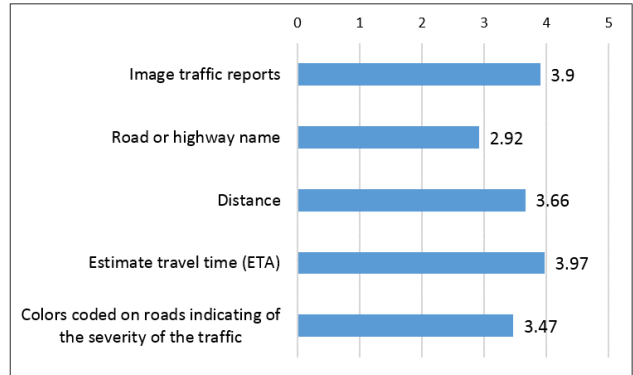 0 1 2 3 4 5
Image traffic reports 3.9
Road or highway name 2.92
Distance 3.66
Estimate travel time (ETA) 3.97
Colors coded on roads indicating of
the severity of the traffic 3.47